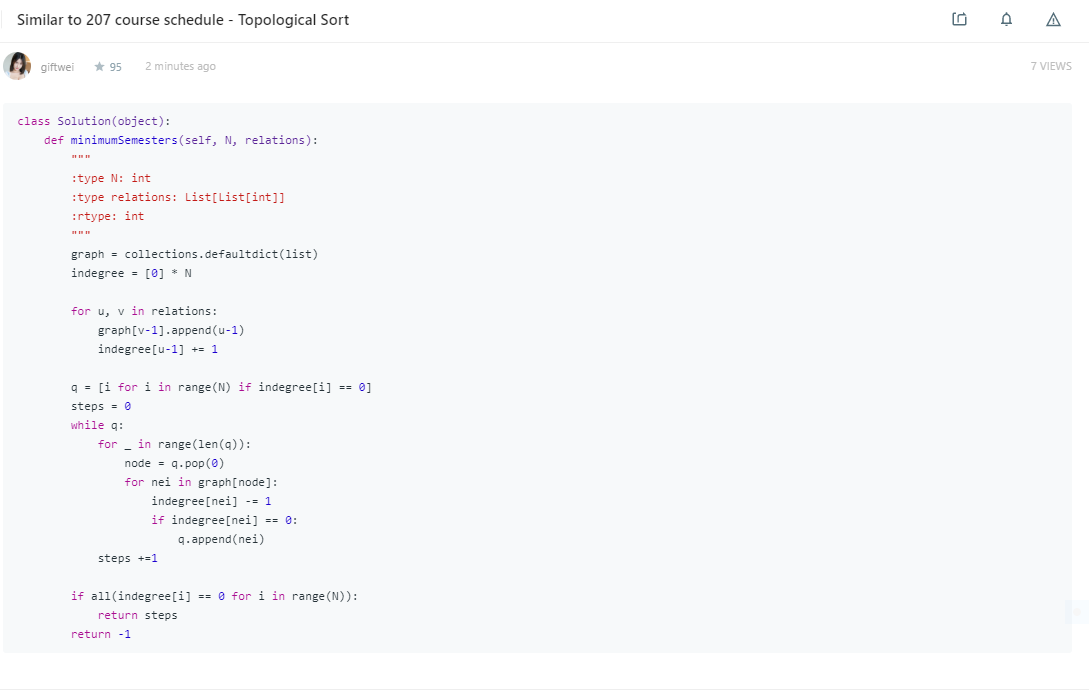 Similar to 207 course schedule - Topological Sort
giftwei ★ 95 2 minutes ago 7 VIEWS
class Solution(object):
    def minimumSemesters(self, N, relations):
        """
        :type N: int
        :type relations: List[List[int]]
        :rtype: int
        """
        graph = collections.defaultdict(list)
        indegree = [0] * N

        for u, v in relations:
            graph[v-1].append(u-1)
            indegree[u-1] += 1

        q = [i for i in range(N) if indegree[i] == 0]
        steps = 0
        while q:
            for _ in range(len(q)):
                node = q.pop(0)
                for nei in graph[node]:
                    indegree[nei] -= 1
                    if indegree[nei] == 0:
                        q.append(nei)
            steps +=1

        if all(indegree[i] == 0 for i in range(N)):
            return steps
        return -1